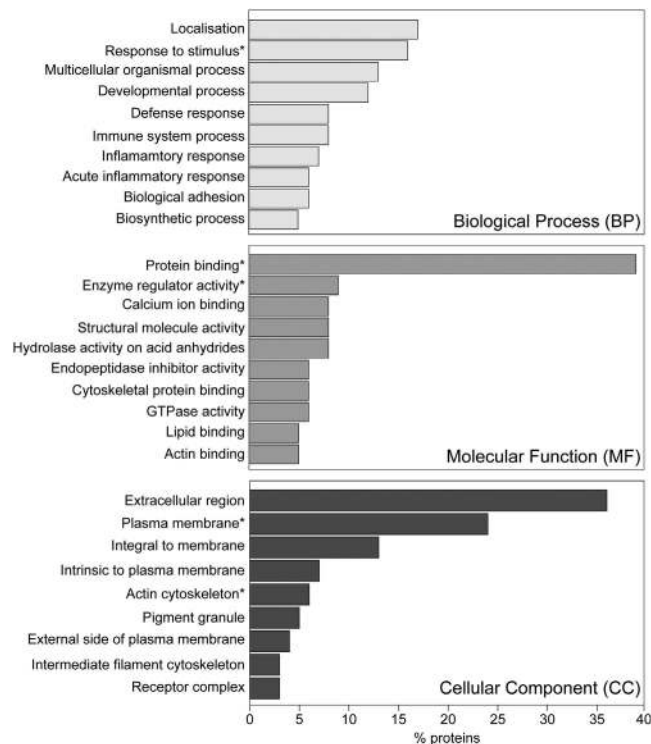 Localisation
Response to stimulus*
Multicellular organismal process
Developmental process
Defense response
Immune system process
Inflamamtory response
Acute inflammatory response
Biological adhesion
Biosynthetic process
Biological Process (BP)
Protein binding*
Enzyme regulator activity*
Calcium ion binding
Structural molecule activity
Hydrolase activity on acid anhydrides
Endopeptidase inhibitor activity
Cytoskeletal protein binding
GTPase activity
Lipid binding
Actin binding
Molecular Function (MF)
Extracellular region
Plasma membrane*
Integral to membrane
Intrinsic to plasma membrane
Actin cytoskeleton*
Pigment granule
External side of plasma membrane
Intermediate filament cytoskeleton
Receptor complex
Cellular Component (CC)
0 5 10 15 20 25 30 35 40
% proteins